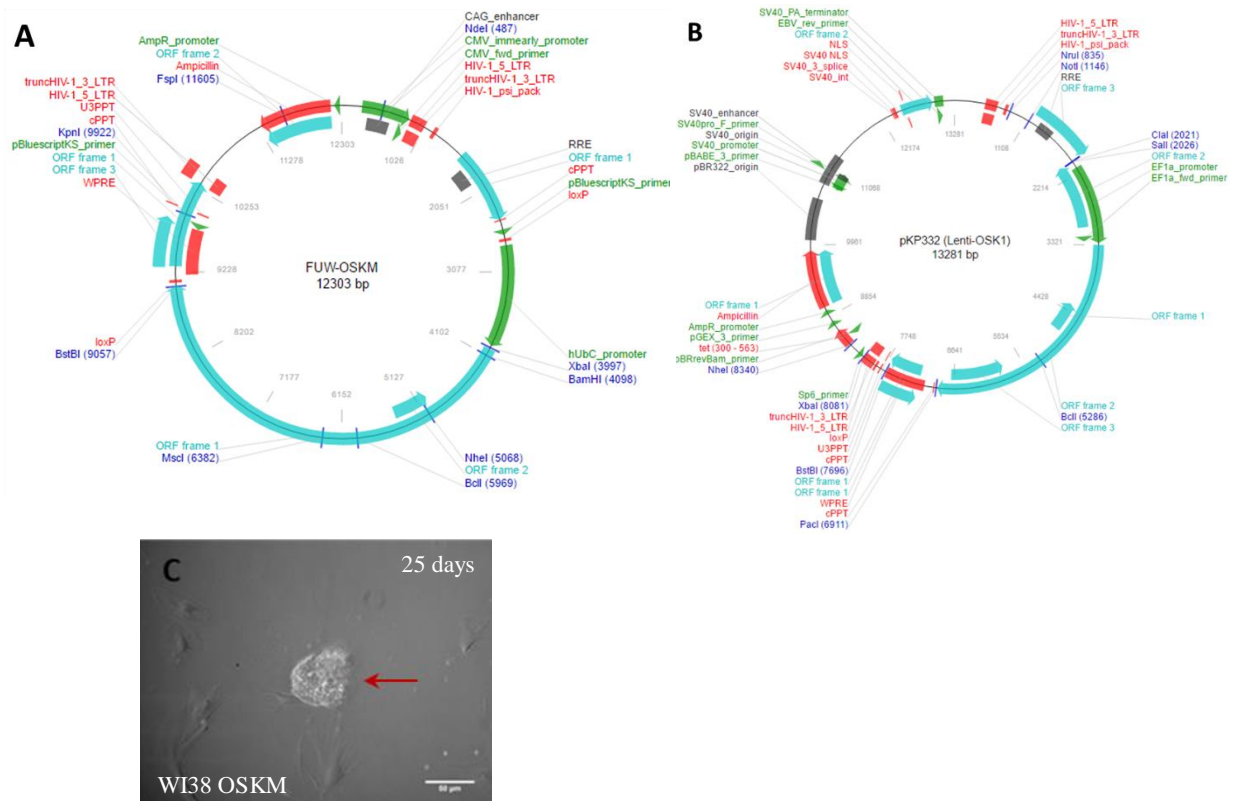 A
AmpR_promoter
ORF frame 2
Ampicillin
FspI (11605)
truncHIV-1_3_LTR
HIV-1_5_LTR
U3PPT
cPPT
KpnI (9922)
pBluescriptKS_primer
ORF frame 1
ORF frame 3
WPRE
CAG_enhancer
NdeI (487)
CMV_immearly_promoter
CMV_fwd_primer
HIV-1_5_LTR
truncHIV-1_3_LTR
HIV-1_psi_pack
RRE
ORF frame 1
cPPT
pBluescriptKS_primer
loxP
12303
1026
2051
3077
4102
5127
6152
7177
8202
9228
10253
11278
FUW-OSKM
12303 bp
loxP
BstBI (9057)
hUbC_promoter
XbaI (3997)
BamHI (4098)
ORF frame 1
MscI (6382)
NheI (5068)
ORF frame 2
BclI (5969)
B
SV40_PA_terminator
EBV_rev_primer
ORF frame 2
NLS
SV40 NLS
SV40_3_splice
SV40_int
SV40_enhancer
SV40pro_F_primer
SV40_origin
SV40_promoter
pBABE_3_primer
pBR322_origin
HIV-1_5_LTR
truncHIV-1_3_LTR
HIV-1_psi_pack
NruI (835)
NotI (1146)
RRE
ORF frame 3
ClaI (2021)
SalI (2026)
ORF frame 2
EF1a_promoter
EF1a_fwd_primer
13281
1108
2214
3321
4428
5534
6641
7748
8854
9961
11068
12174
pKP332 (Lenti-OSK1)
13281 bp
ORF frame 1
ORF frame 1
Ampicillin
AmpR_promoter
pGEX_3_primer
tet (300 - 563)
pBRrevBam_primer
NheI (8340)
Sp6_primer
XbaI (8081)
truncHIV-1_3_LTR
HIV-1_5_LTR
loxP
U3PPT
cPPT
BstBI (7696)
ORF frame 1
ORF frame 1
WPRE
cPPT
PacI (6911)
ORF frame 2
BclI (5286)
ORF frame 3
C
25 days
WI38 OSKM
50 µm